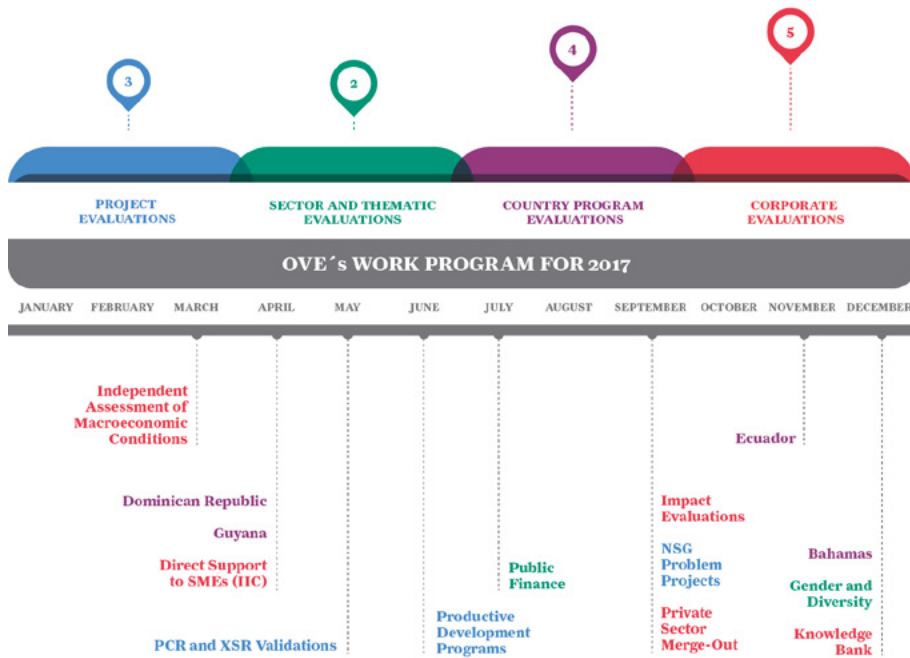 3
2
4
5
PROJECT
EVALUATIONS
SECTOR AND THEMATIC
EVALUATIONS
COUNTRY PROGRAM
EVALUATIONS
CORPORATE
EVALUATIONS
OVE´s WORK PROGRAM FOR 2017
JANUARY FEBRUARY MARCH APRIL MAY JUNE JULY AUGUST SEPTEMBER OCTOBER NOVEMBER DECEMBER
Independent
Assessment of
Macroeconomic
Conditions
Dominican Republic
Guyana
Direct Support
to SMEs (IIC)
PCR and XSR Validations
Productive
Development
Programs
Public
Finance
Impact
Evaluations
NSG
Problem
Projects
Private
Sector
Merge-Out
Ecuador
Bahamas
Gender and
Diversity
Knowledge
Bank